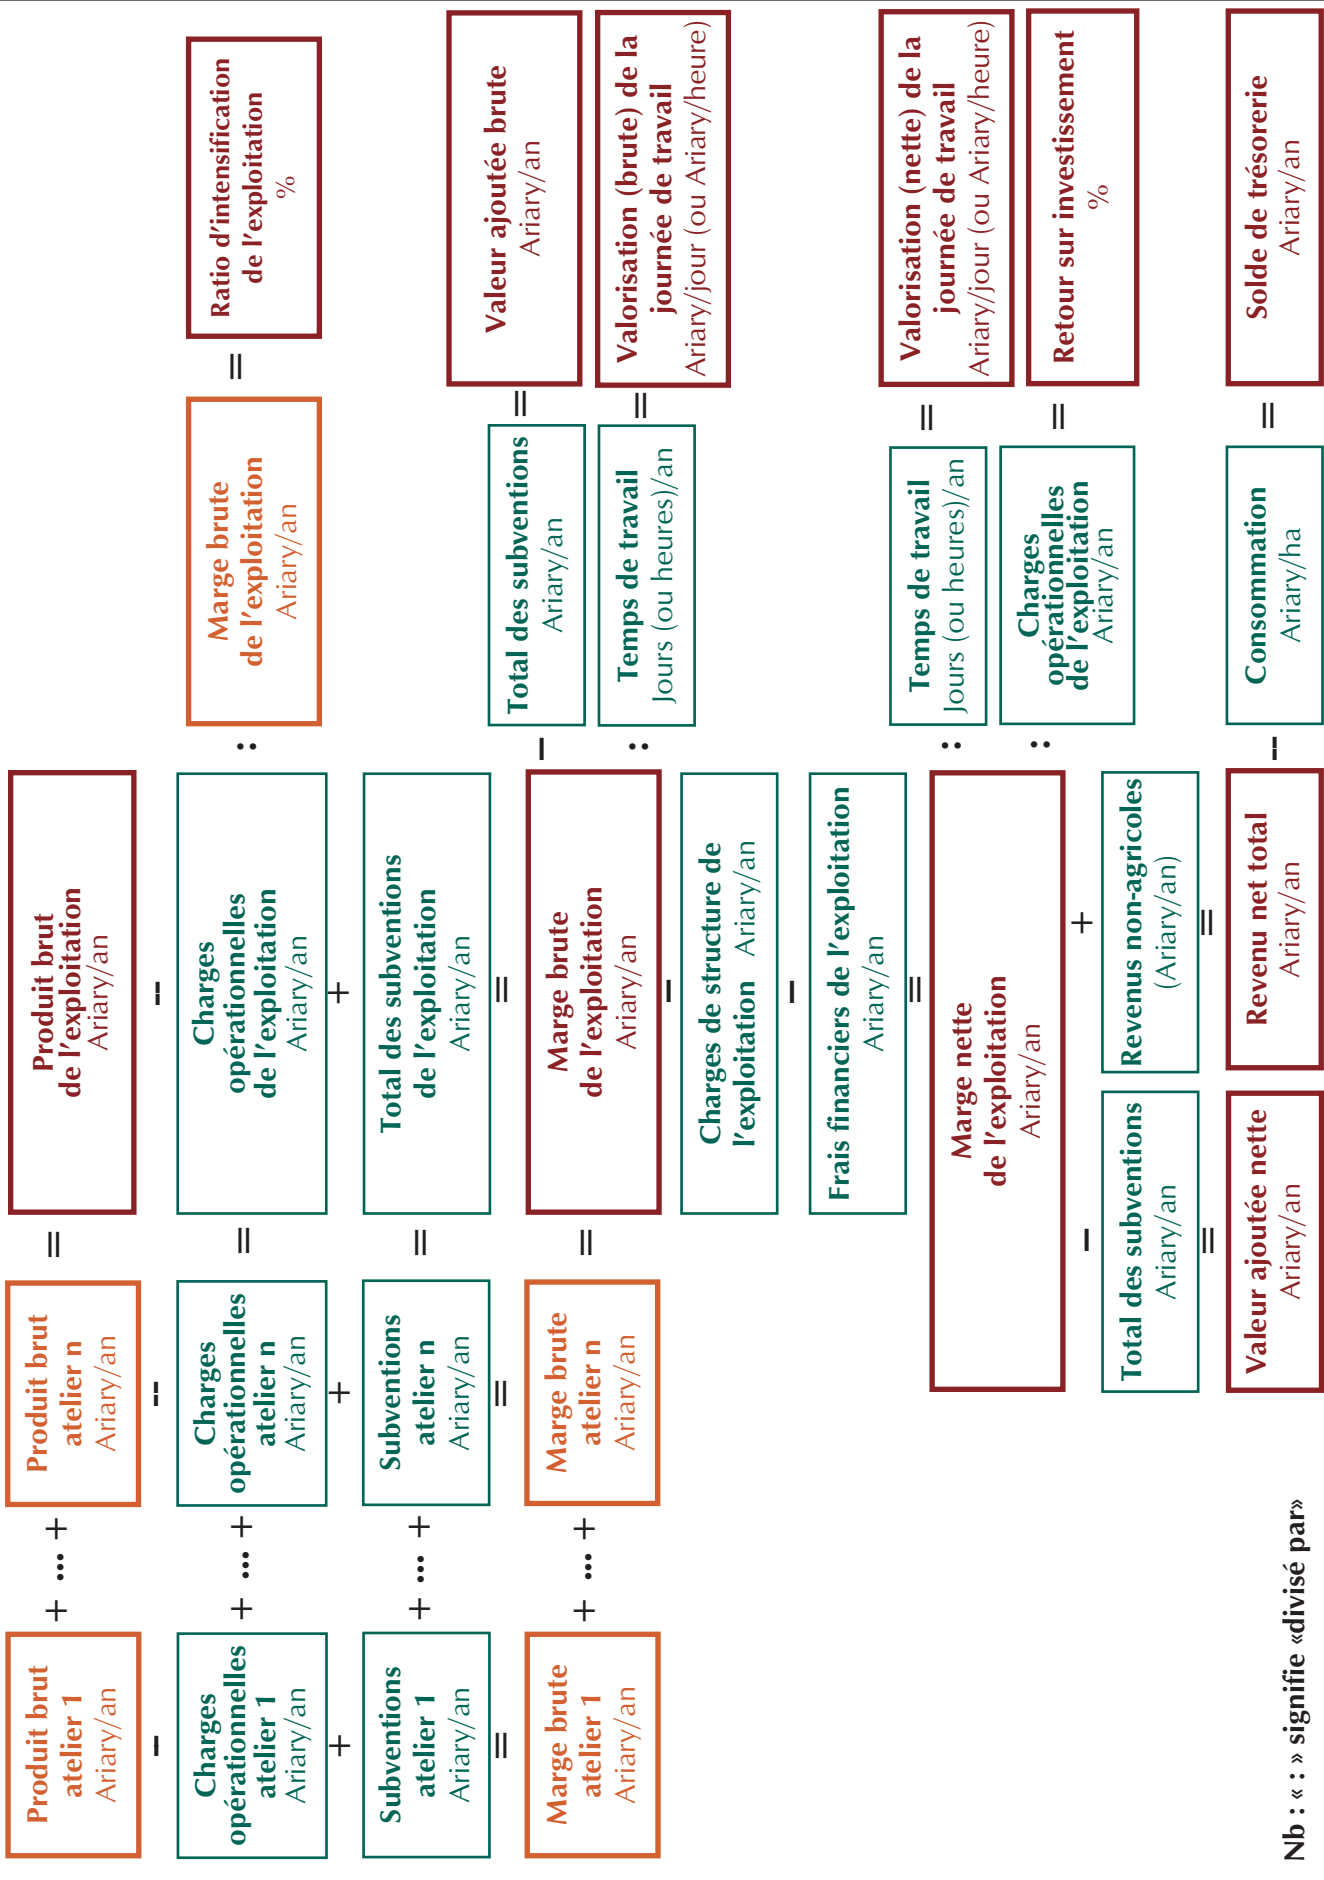 Produit brut
atelier 1
Ariary/an
+ ... +
Produit brut
atelier n
Ariary/an
=
Produit brut
de l'exploitation
Ariary/an
-
--
--
Charges
opérationnelles
atelier 1
Ariary/an
+ ... +
Charges
opérationnelles
atelier n
Ariary/an
=
Charges
opérationnelles
de l'exploitation
Ariary/an
:
Marge brute
de l'exploitation
Ariary/an
=
Ratio d'intensification
de l'exploitation
%
+
+
+
Subventions
atelier 1
Ariary/an
+ ... +
Subventions
atelier n
Ariary/an
=
Total des subventions
de l'exploitation
Ariary/an
=
=
=
Marge brute
atelier 1
Ariary/an
+ ... +
Marge brute
atelier n
Ariary/an
=
Marge brute
de l'exploitation
Ariary/an
-
Total des subventions
Ariary/an
=
Valeur ajoutée brute
Ariary/an
:
Temps de travail
Jours (ou heures)/an
=
Valorisation (brute) de la
journée de travail
Ariary/jour (ou Ariary/heure)
-
Charges de structure de
l'exploitation Ariary/an
-
Frais financiers de l'exploitation
Ariary/an
=
Marge nette
de l'exploitation
Ariary/an
:
Temps de travail
Jours (ou heures)/an
=
Valorisation (nette) de la
journée de travail
Ariary/jour (ou Ariary/heure)
:
Charges
opérationnelles
de l'exploitation
Ariary/an
=
Retour sur investissement
%
-
+
Total des subventions
Ariary/an
Revenus non-agricoles
(Ariary/an)
=
=
Valeur ajoutée nette
Ariary/an
Revenu net total
Ariary/an
--
Consommation
Ariary/ha
=
Solde de trésorerie
Ariary/an
Nb : « : » signifie «divisé par»